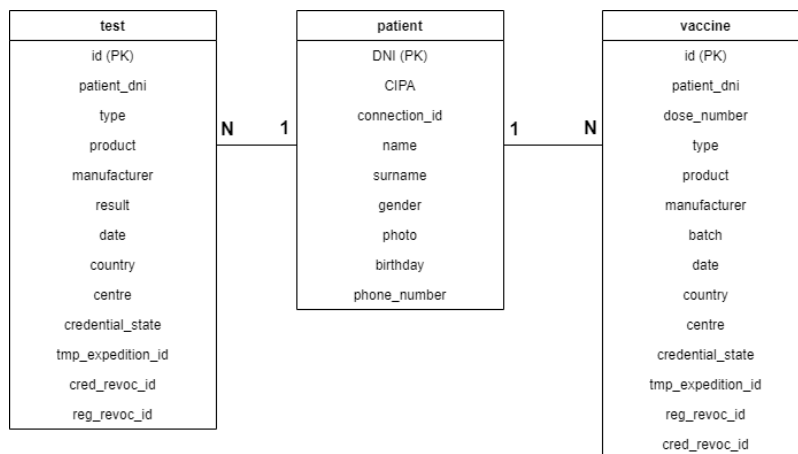 test
id (PK)
patient_dni
type
product
manufacturer
result
date
country
centre
credential_state
tmp_expedition_id
cred_revoc_id
reg_revoc_id
N
1
patient
DNI (PK)
CIPA
connection_id
name
surname
gender
photo
birthday
phone_number
1
N
vaccine
id (PK)
patient_dni
dose_number
type
product
manufacturer
batch
date
country
centre
credential_state
tmp_expedition_id
reg_revoc_id
cred_revoc_id